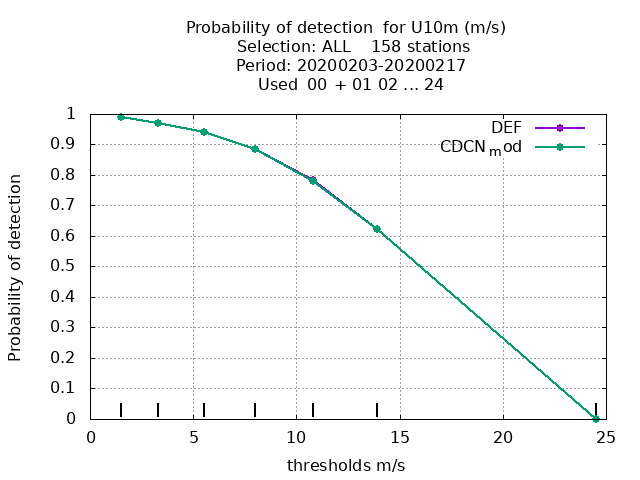 Probability of detection  for U10m (m/s)
Selection: ALL    158 stations
Period: 20200203-20200217
Used  00  + 01 02 ... 24
Probability of detection
1
0.9
0.8
0.7
0.6
0.5
0.4
0.3
0.2
0.1
0
DEF
CDCNmod
0 5 10 15 20 25
thresholds m/s